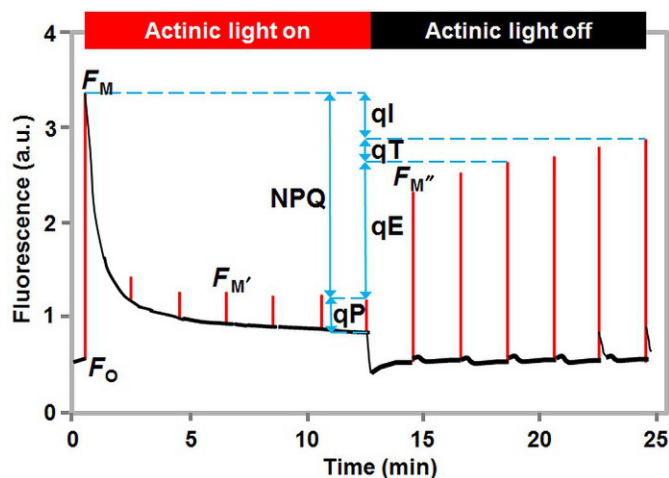 Actinic light on
Actinic light off
4
3
2
1
0
Fluorescence (a.u.)
F_M
F_O
F_M′
F_M″
NPQ
qP
qI
qT
qE
0
5
10
15
20
25
Time (min)